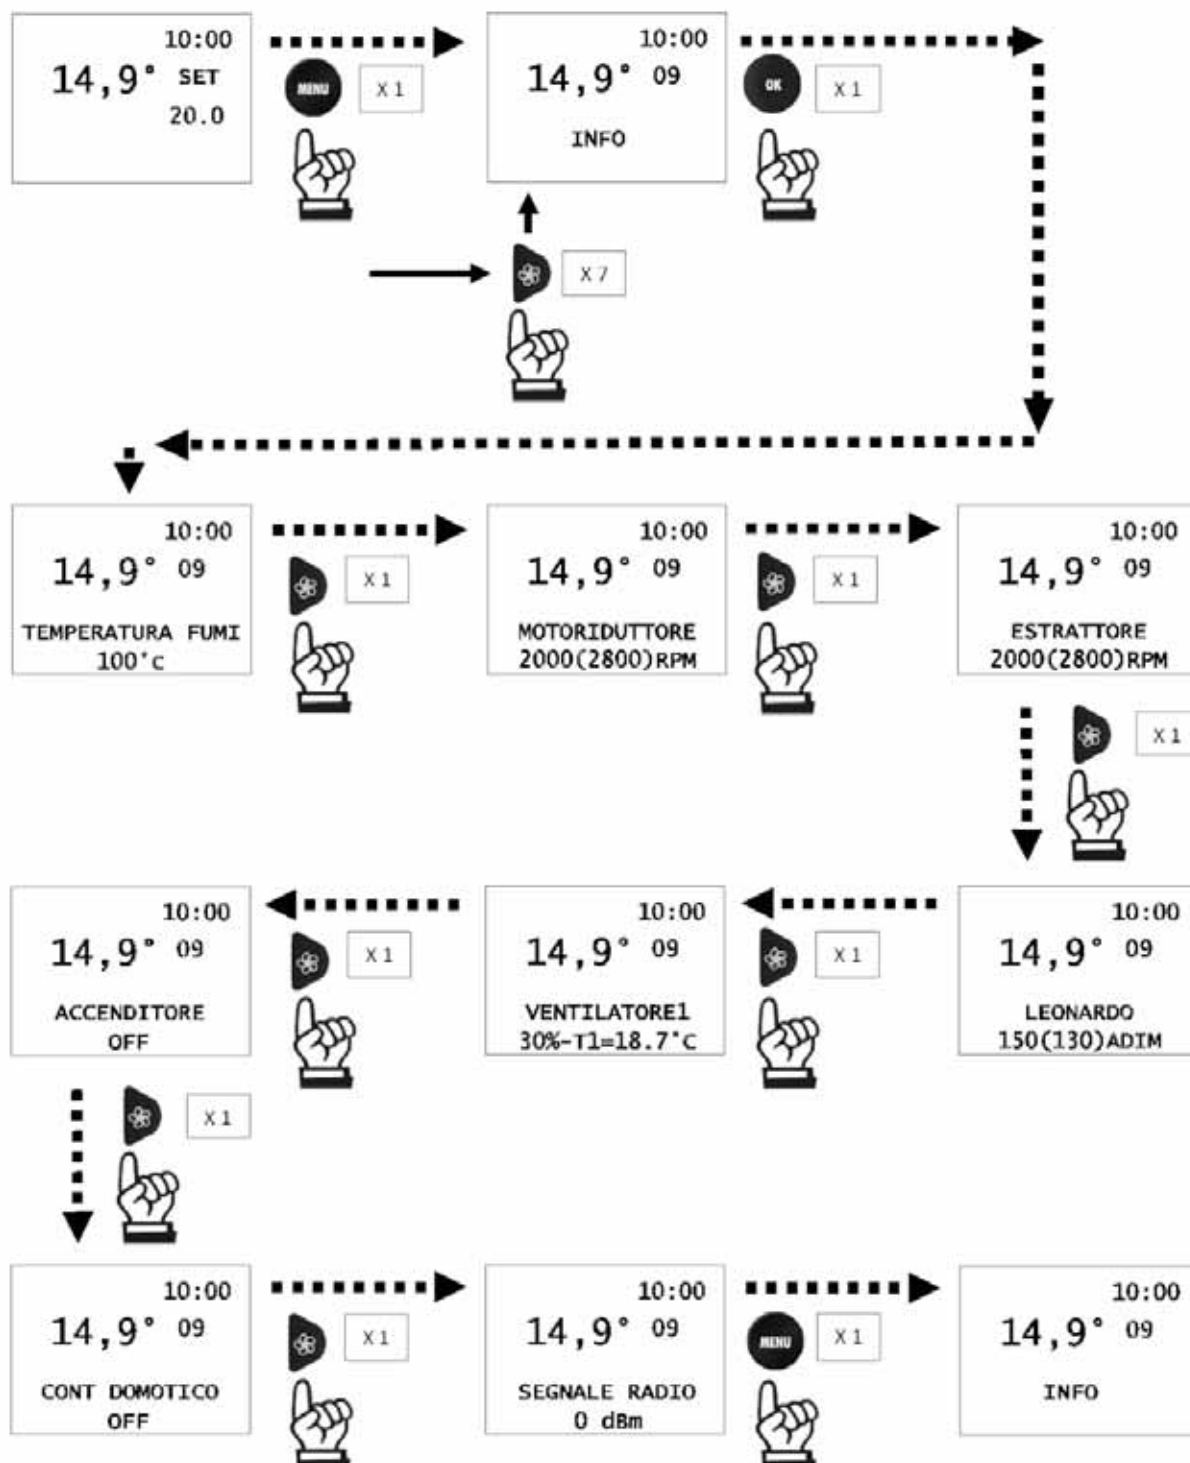 10:00
14,9° SET
20.0
MENU
X 1
10:00
14,9° 09
INFO
OK
X 1
X 7
10:00
14,9° 09
TEMPERATURA FUMI
100°C
X 1
10:00
14,9° 09
MOTORIDUTTORE
2000(2800)RPM
X 1
10:00
14,9° 09
ESTRATTORE
2000(2800)RPM
X 1
10:00
14,9° 09
LEONARDO
150(130)ADIM
X 1
10:00
14,9° 09
VENTILATORE1
30%-T1=18.7°C
X 1
10:00
14,9° 09
ACCENDITORE
OFF
X 1
10:00
14,9° 09
CONT DOMOTICO
OFF
X 1
10:00
14,9° 09
SEGNALE RADIO
0 dBm
MENU
X 1
10:00
14,9° 09
INFO